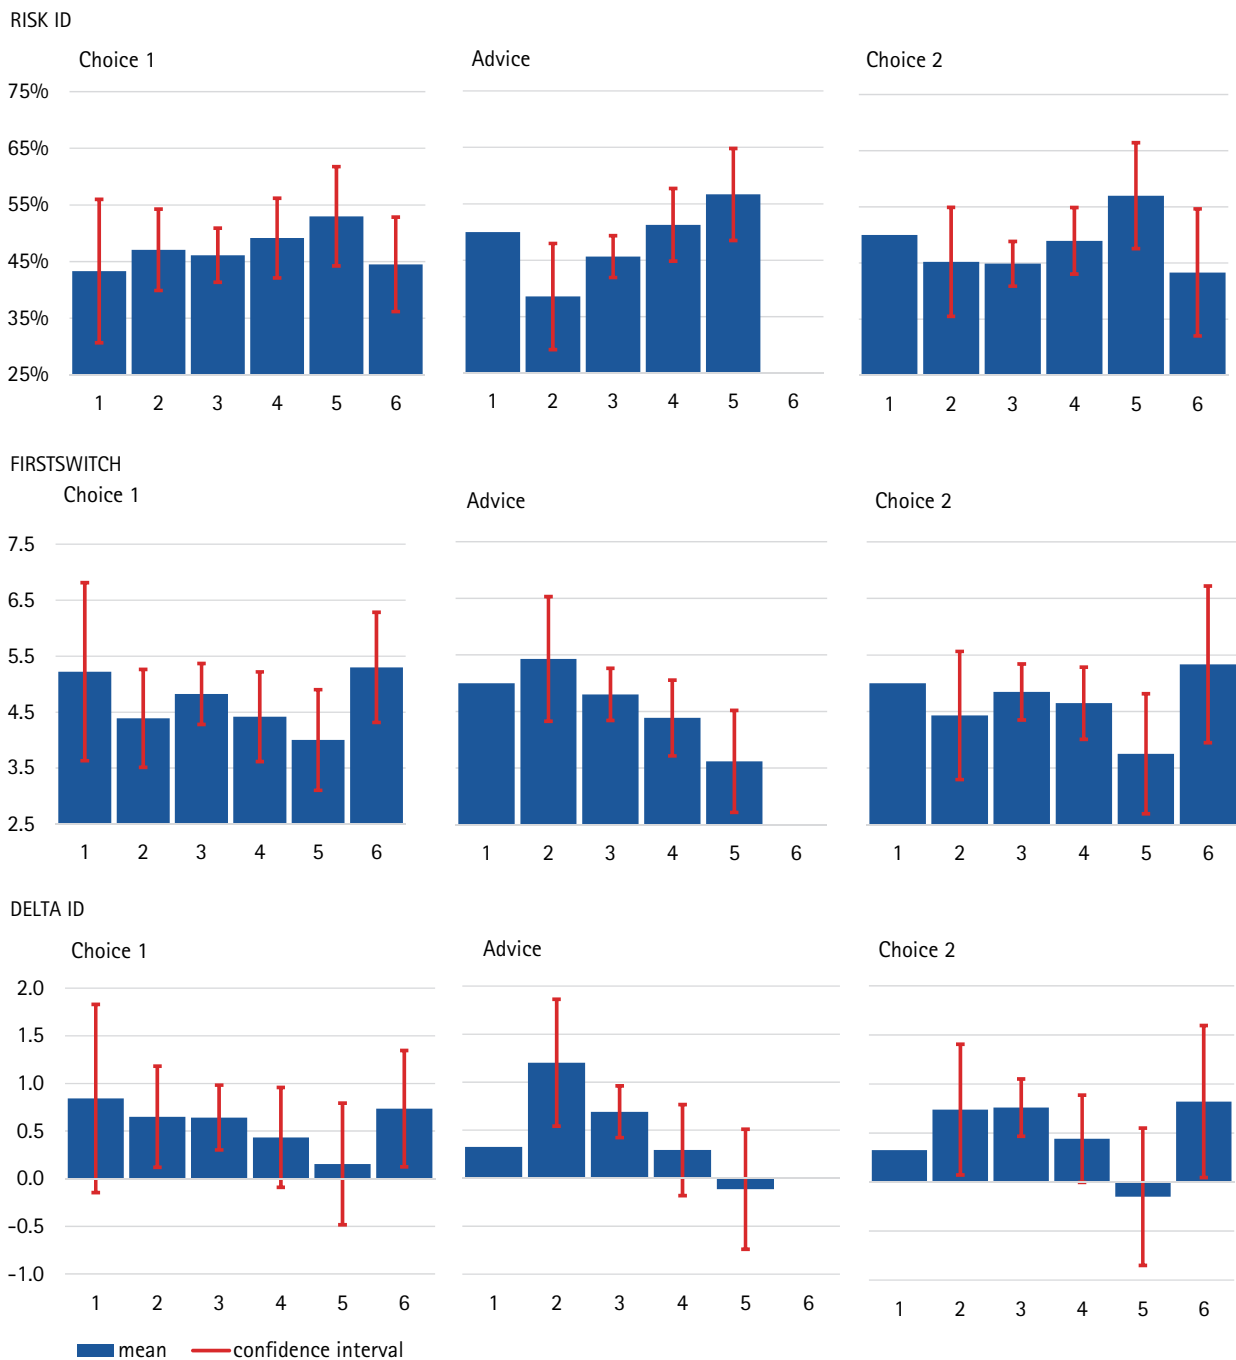 RISK ID
Choice 1 Advice Choice 2
75%
65%
55%
45%
35%
25%
1 2 3 4 5 6 1 2 3 4 5 6 1 2 3 4 5 6
FIRSTSWITCH
Choice 1 Advice Choice 2
7.5
6.5
5.5
4.5
3.5
2.5
1 2 3 4 5 6 1 2 3 4 5 6 1 2 3 4 5 6
DELTA ID
Choice 1 Advice Choice 2
2.0
1.5
1.0
0.5
0.0
-0.5
-1.0
1 2 3 4 5 6 1 2 3 4 5 6 1 2 3 4 5 6
mean confidence interval